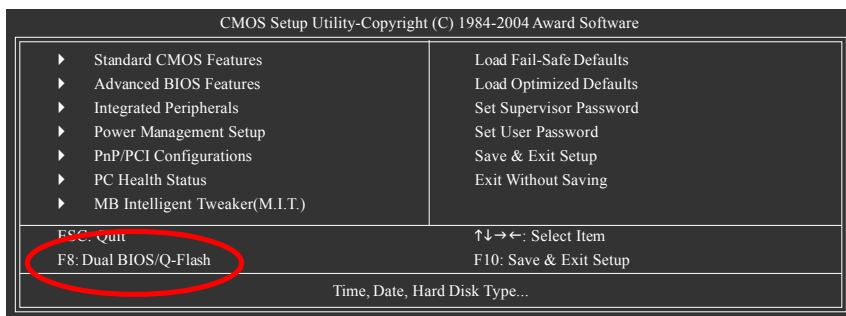 CMOS Setup Utility-Copyright (C) 1984-2004 Award Software
Standard CMOS Features
Advanced BIOS Features
Integrated Peripherals
Power Management Setup
PnP/PCI Configurations
PC Health Status
MB Intelligent Tweaker(M.I.T.)
Load Fail-Safe Defaults
Load Optimized Defaults
Set Supervisor Password
Set User Password
Save & Exit Setup
Exit Without Saving
ESC: Quit
↑↓→←: Select Item
F8: Dual BIOS/Q-Flash
F10: Save & Exit Setup
Time, Date, Hard Disk Type...